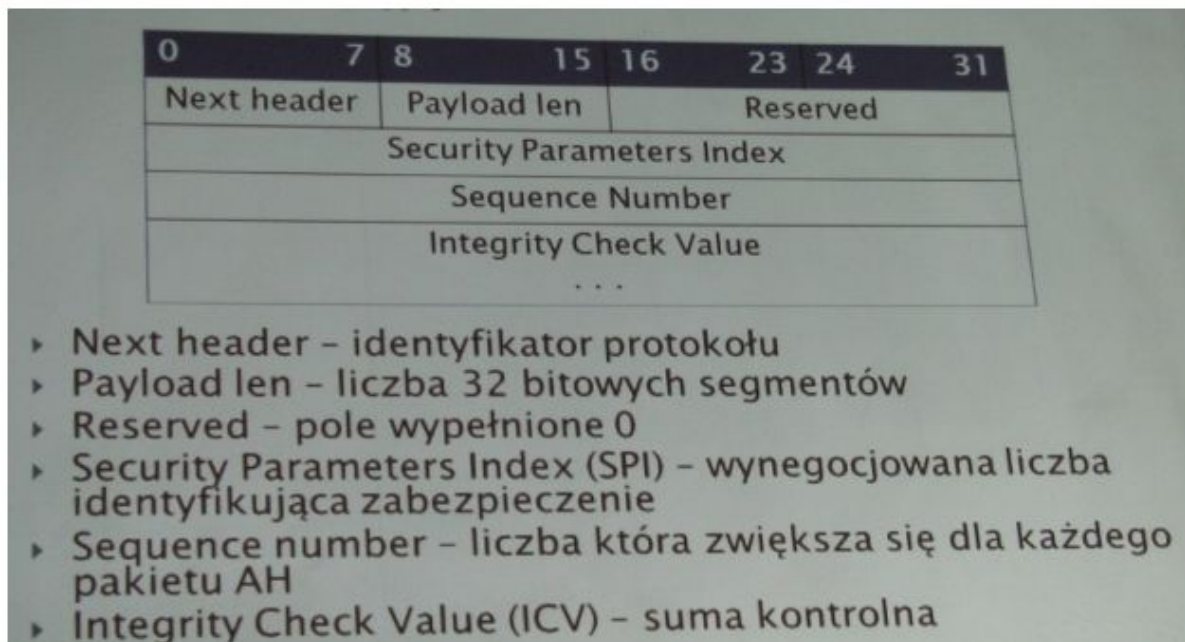 0 7 8 15 16 23 24 31
Next header Payload len Reserved
Security Parameters Index
Sequence Number
Integrity Check Value
. . .
Next header – identyfikator protokołu
Payload len – liczba 32 bitowych segmentów
Reserved – pole wypełnione 0
Security Parameters Index (SPI) – wynegocjowana liczba
identyfikująca zabezpieczenie
Sequence number – liczba która zwiększa się dla każdego
pakietu AH
Integrity Check Value (ICV) – suma kontrolna